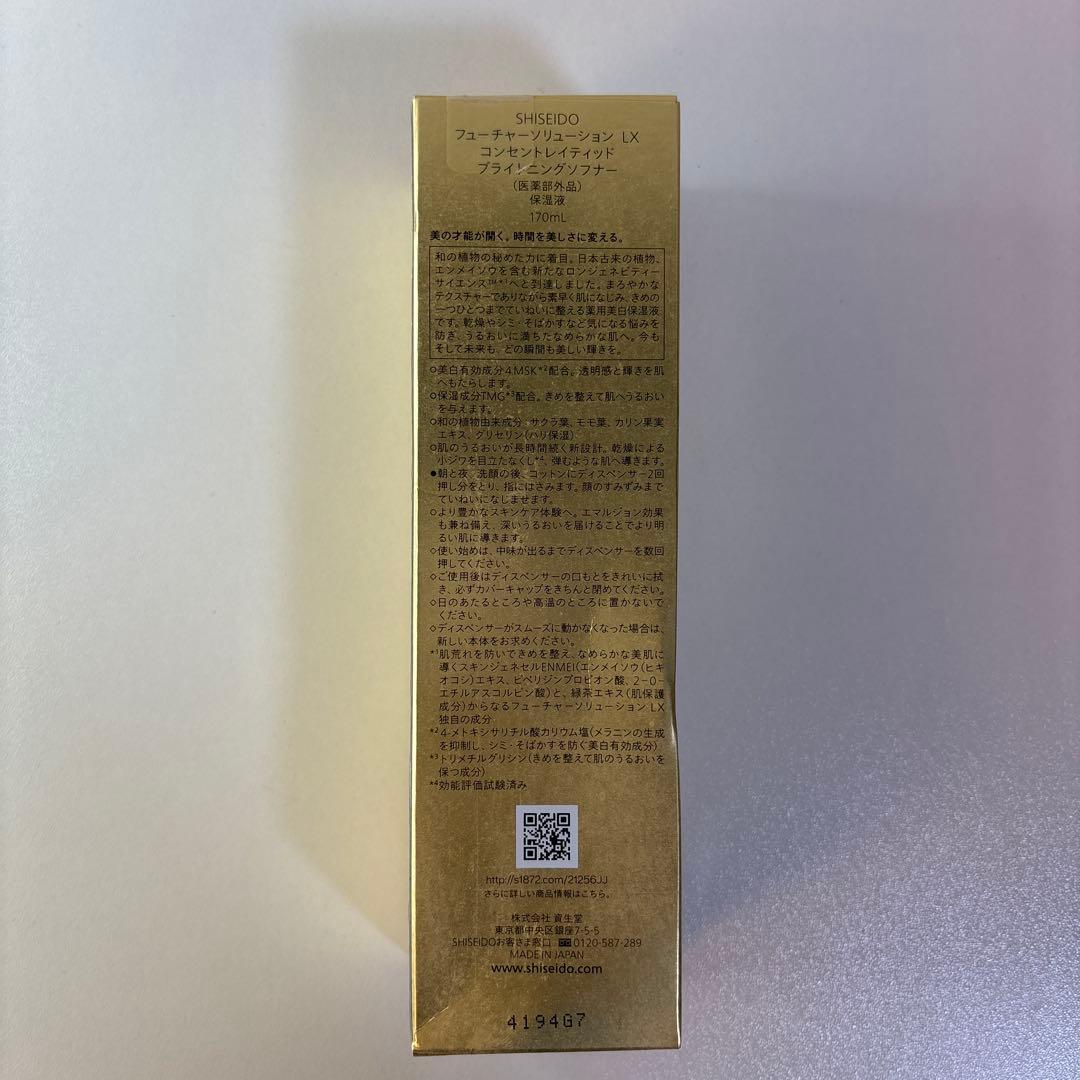 SHISEIDO
フューチャーソリューション LX
コンセントレイティッド
ブライトニングソフナー
（医薬部外品）
保湿液
170mL
美の才能が開く。時間を美しさに変える。
和の植物の秘めた力に着目。日本古来の植物、
エンメイソウを含む新たなロンジェネビティー
サイエンス™*1へと到達しました。まろやかな
テクスチャーでありながら素早く肌になじみ、きめの
一つひとつまでていねいに整える薬用美白保湿液
です。乾燥やシミ・そばかすなど気になる悩みを
防ぎ、うるおいに満ちたなめらかな肌へ。今も
そして未来も、どの瞬間も美しい輝きを。
○美白有効成分4MSK*2配合。透明感と輝きを肌
へもたらします。
○保湿成分TMG*3配合。きめを整えて肌へうるおい
を与えます。
○和の植物由来成分、サクラ葉、モモ葉、カリン果実
エキス、グリセリン（ハリ保湿）
○肌のうるおいが長時間続く新設計。乾燥による
小ジワを目立たなくし*4、弾むような肌へ導きます。
●朝と夜、洗顔の後、コットンにディスペンサー2回
押し分をとり、指にはさみます。顔のすみずみまで
ていねいになじませます。
○より豊かなスキンケア体験へ。エマルジョン効果
も兼ね備え、深いうるおいを届けることでより明
るい肌に導きます。
◇使い始めは、中味が出るまでディスペンサーを数回
押してください。
◇ご使用後はディスペンサーの口もとをきれいに拭
き、必ずカバーキャップをきちんと閉めてください。
◇日のあたるところや高温のところに置かないで
ください。
◇ディスペンサーがスムーズに動かなくなった場合は、
新しい本体をお求めください。
*1肌荒れを防いできめを整え、なめらかな美肌に
導くスキンジェネセルENMEI（エンメイソウ（ヒキ
オコシ）エキス、ピペリジンプロピオン酸、2-O-
エチルアスコルビン酸）と、緑茶エキス（肌保護
成分）からなるフューチャーソリューション LX
独自の成分
*24-メトキシサリチル酸カリウム塩（メラニンの生成
を抑制し、シミ・そばかすを防ぐ美白有効成分）
*3トリメチルグリシン（きめを整えて肌のうるおいを
保つ成分）
*4効能評価試験済み
http://s1872.com/21256JJ
さらに詳しい商品情報はこちら。
株式会社 資生堂
東京都中央区銀座7-5-5
SHISEIDOお客さま窓口 0120-587-289
MADE IN JAPAN
www.shiseido.com
4194G7